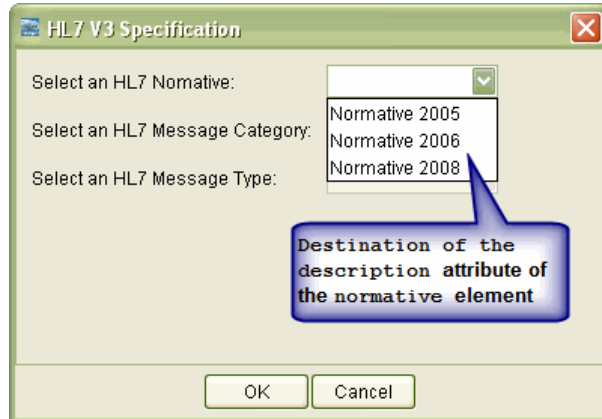 HL7 V3 Specification
Select an HL7 Nomative:
Normative 2005
Select an HL7 Message Category:
Normative 2006
Normative 2008
Select an HL7 Message Type:
Destination of the
description attribute of
the normative element
OK
Cancel